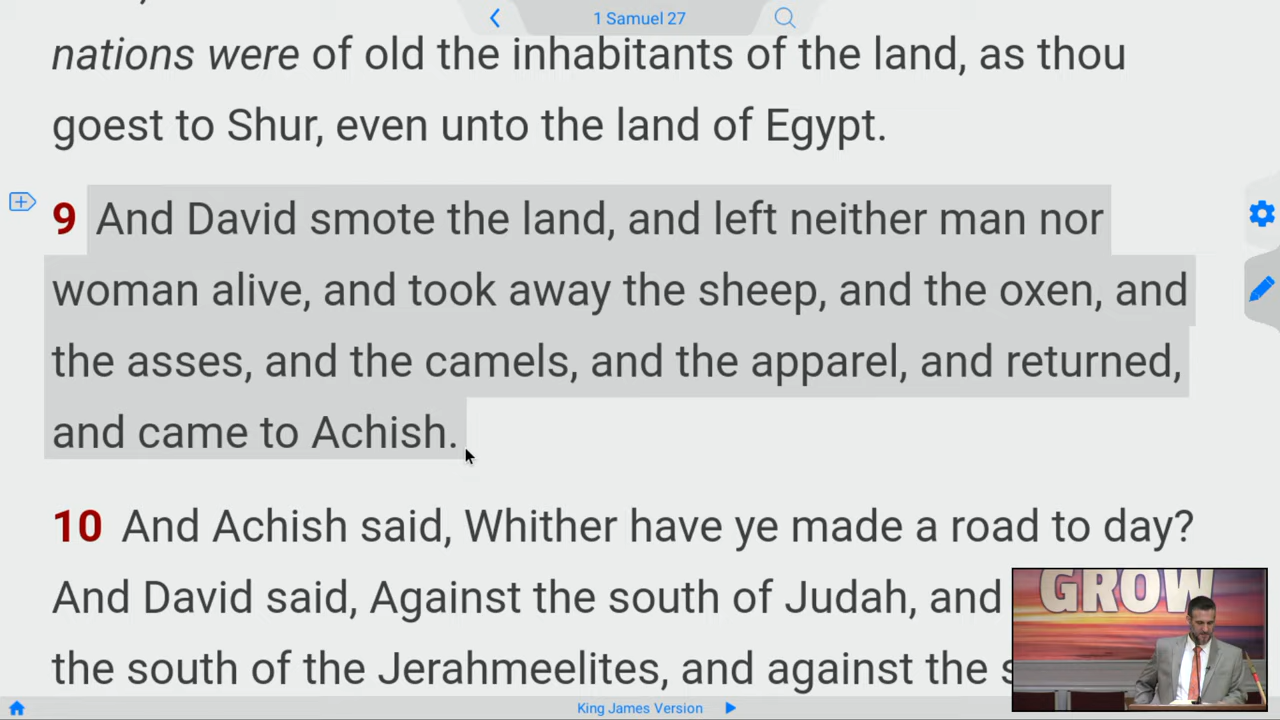 1 Samuel 27
nations were of old the inhabitants of the land, as thou
goest to Shur, even unto the land of Egypt.
9 And David smote the land, and left neither man nor
woman alive, and took away the sheep, and the oxen, and
the asses, and the camels, and the apparel, and returned,
and came to Achish.
10 And Achish said, Whither have ye made a road to day?
And David said, Against the south of Judah, and
the south of the Jerahmeelites, and against the
GROW
King James Version